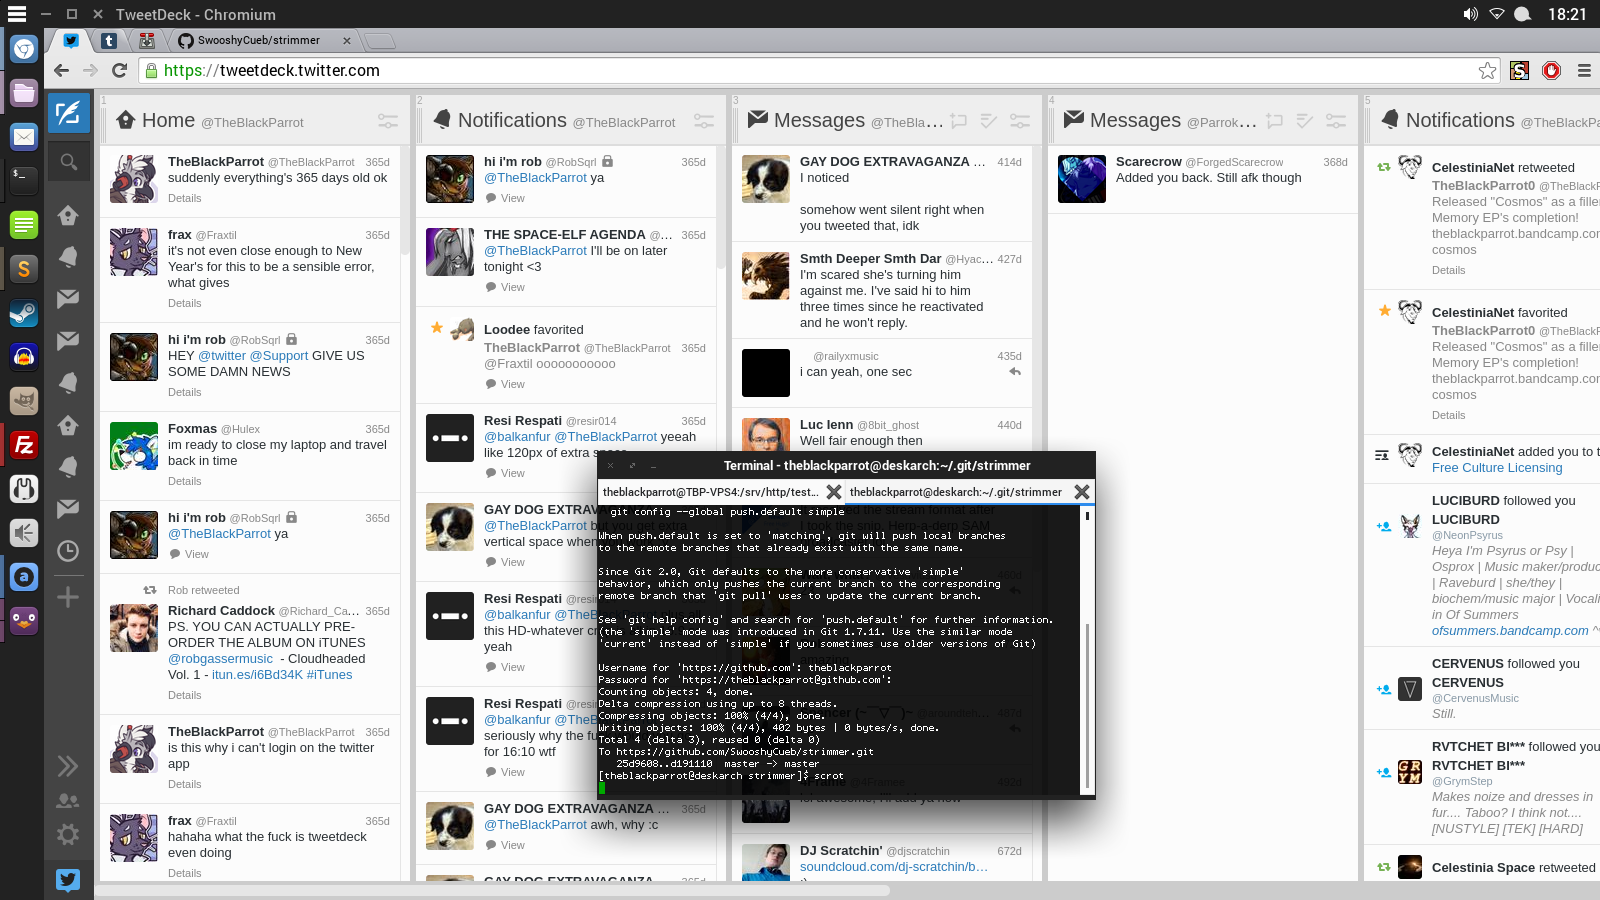 TweetDeck - Chromium
18:21
SwooshyCueb/strimmer
https://tweetdeck.twitter.com
1
Home @TheBlackParrot
TheBlackParrot @TheBlackParrot 365d
suddenly everything's 365 days old ok
Details
frax @Fraxtil 365d
it's not even close enough to New
Year's for this to be a sensible error,
what gives
Details
hi i'm rob @RobSqrl 365d
HEY @twitter @Support GIVE US
SOME DAMN NEWS
Details
Foxmas @Hulex 365d
im ready to close my laptop and travel
back in time
Details
hi i'm rob @RobSqrl 365d
@TheBlackParrot ya
View
Rob retweeted
Richard Caddock @Richard_Ca... 365d
PS. YOU CAN ACTUALLY PRE-
ORDER THE ALBUM ON iTUNES
@robgassermusic - Cloudheaded
Vol. 1 - itun.es/i6Bd34K #iTunes
Details
TheBlackParrot @TheBlackParrot 365d
is this why i can't login on the twitter
app
Details
frax @Fraxtil 365d
hahaha what the fuck is tweetdeck
even doing
Details
2
Notifications @TheBlackParrot
hi i'm rob @RobSqrl 365d
@TheBlackParrot ya
View
THE SPACE-ELF AGENDA @... 365d
@TheBlackParrot I'll be on later
tonight <3
View
Loodee favorited
TheBlackParrot @TheBlackParrot 365d
@Fraxtil ooooooooooo
View
Resi Respati @resir014 365d
@balkanfur @TheBlackParrot yeeah
like 120px of extra space
View
GAY DOG EXTRAVA
@TheBlackParrot but you get extra
vertical space when
View
Resi Respati @resir
@balkanfur @TheBlackParrot plus all
this HD-whatever c
yeah
View
Resi Respati @resi
@balkanfur @TheB
seriously why the fu
for 16:10 wtf
View
GAY DOG EXTRAVAGANZA 365d
@TheBlackParrot awh, why :c
View
GAY DOG EXTRAVAGANZA 365d
3
Messages @TheBla...
GAY DOG EXTRAVAGANZA ... 414d
I noticed
somehow went silent right when
you tweeted that, idk
Smth Deeper Smth Dar @Hyac... 427d
I'm scared she's turning him
against me. I've said hi to him
three times since he reactivated
and he won't reply.
@railyxmusic 435d
i can yeah, one sec
Luc Ienn @8bit_ghost 440d
Well fair enough then
DJ Scratchin' @djscratchin 672d
soundcloud.com/dj-scratchin/b...
4
Messages @Parrok...
Scarecrow @ForgedScarecrow 368d
Added you back. Still afk though
5
Notifications @TheBlackPa
CelestiniaNet retweeted
TheBlackParrot0 @TheBlackP
Released "Cosmos" as a fille
Memory EP's completion!
theblackparrot.bandcamp.con
cosmos
Details
CelestiniaNet favorited
TheBlackParrot0 @TheBlackP
Released "Cosmos" as a fille
Memory EP's completion!
theblackparrot.bandcamp.con
cosmos
Details
CelestiniaNet added you to t
Free Culture Licensing
LUCIBURD followed you
LUCIBURD
@NeonPsyrus
Heya I'm Psyrus or Psy |
Osprox | Music maker/produc
| Raveburd | she/they |
biochem/music major | Vocali
in Of Summers
ofsummers.bandcamp.com ^
CERVENUS followed you
CERVENUS
@CervenusMusic
Still.
RVTCHET BI*** followed you
RVTCHET BI***
@GrymStep
Makes noize and dresses in
fur.... Taboo? I think not....
[NUSTYLE] [TEK] [HARD]
Celestinia Space retweeted
Terminal - theblackparrot@deskarch:~/.git/strimmer
theblackparrot@TBP-VPS4:/srv/http/test...
theblackparrot@deskarch:~/.git/strimmer
git config --global push.default simple
When push.default is set to 'matching', git will push local branches
to the remote branches that already exist with the same name.
Since Git 2.0, Git defaults to the more conservative 'simple'
behavior, which only pushes the current branch to the corresponding
remote branch that 'git pull' uses to update the current branch.
See 'git help config' and search for 'push.default' for further information.
(the 'simple' mode was introduced in Git 1.7.11. Use the similar mode
'current' instead of 'simple' if you sometimes use older versions of Git)
Username for 'https://github.com': theblackparrot
Password for 'https://theblackparrot@github.com':
Counting objects: 4, done.
Delta compression using up to 8 threads.
Compressing objects: 100% (4/4), done.
Writing objects: 100% (4/4), 402 bytes | 0 bytes/s, done.
Total 4 (delta 3), reused 0 (delta 0)
To https://github.com/SwooshyCueb/strimmer.git
25d9608..d191110 master -> master
[theblackparrot@deskarch strimmer]$ scrot